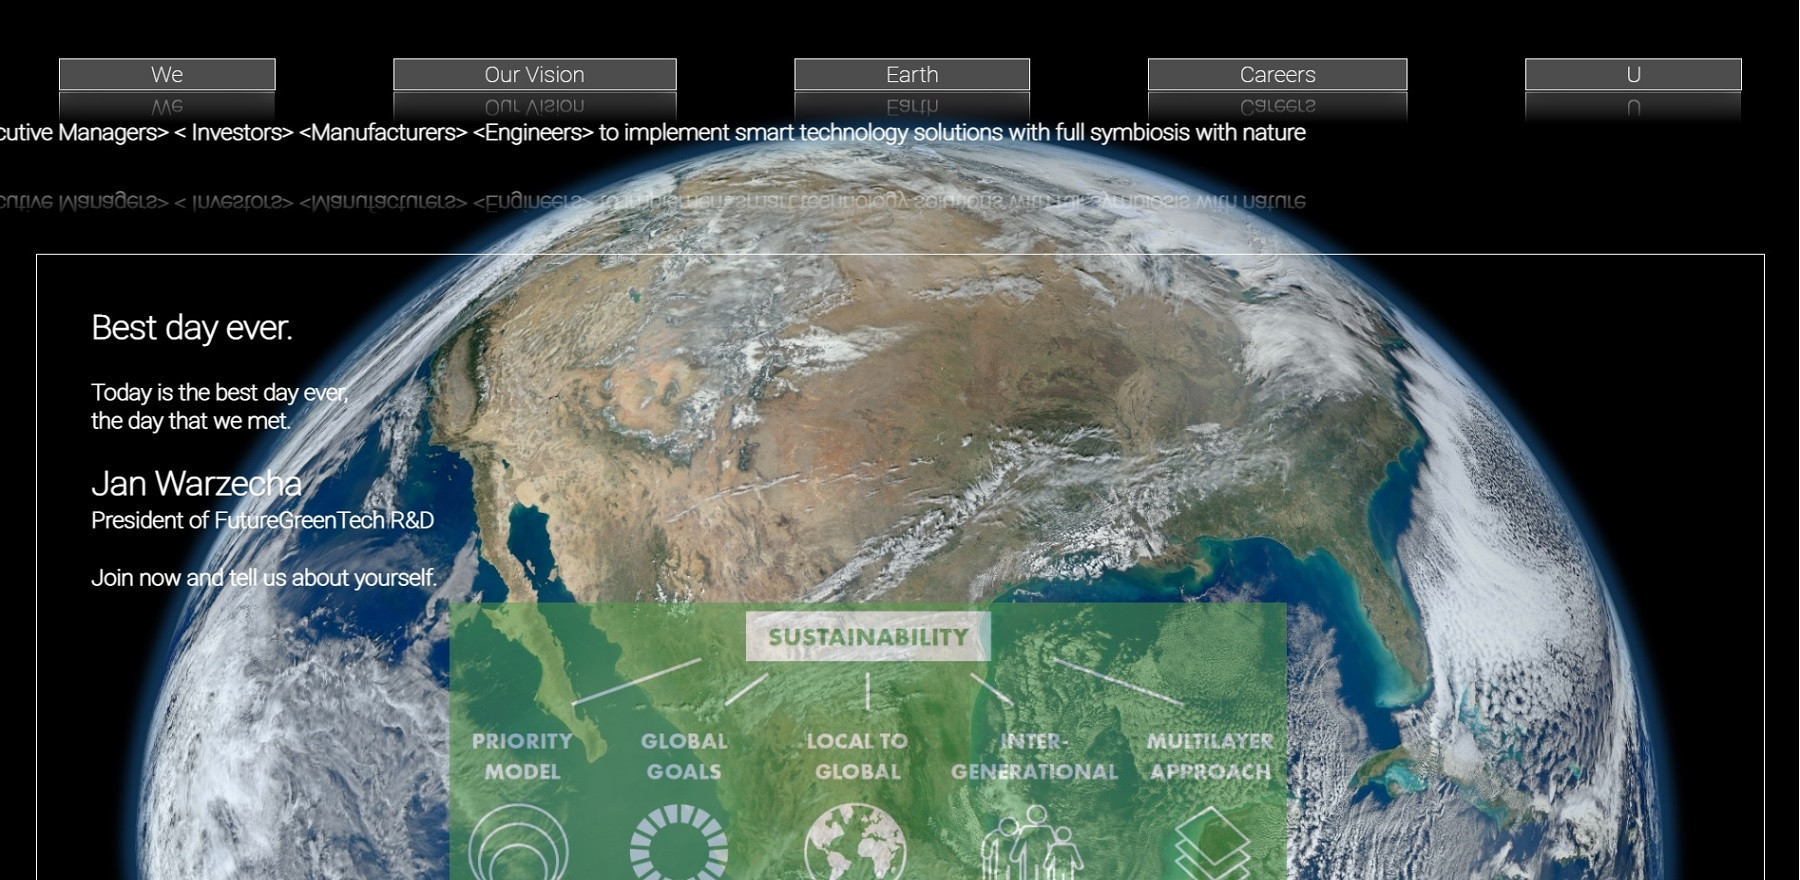 We
Our Vision
Earth
Careers
U
cutive Managers> < Investors> <Manufacturers> <Engineers> to implement smart technology solutions with full symbiosis with nature
Best day ever.
Today is the best day ever,
the day that we met.
Jan Warzecha
President of FutureGreenTech R&D
Join now and tell us about yourself.
SUSTAINABILITY
PRIORITY
MODEL
GLOBAL
GOALS
LOCAL TO
GLOBAL
INTER-
GENERATIONAL
MULTILAYER
APPROACH